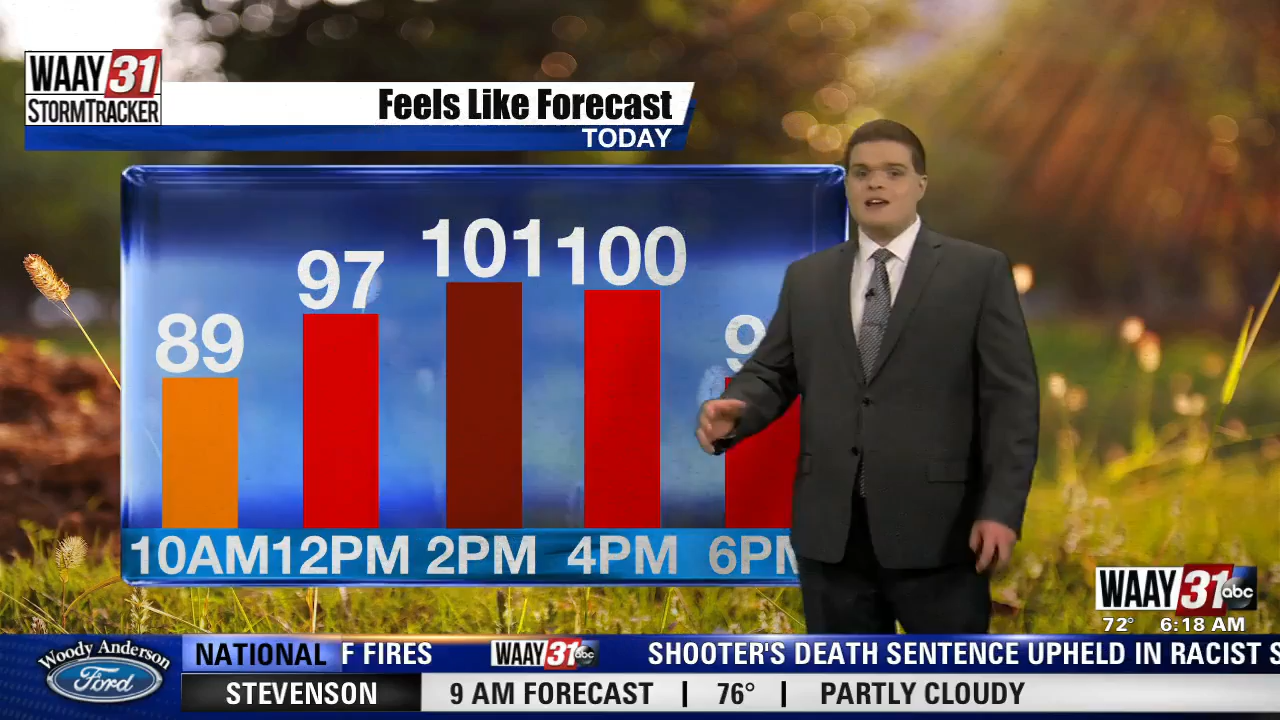 WAAY 31
STORMTRACKER
Feels Like Forecast
TODAY
89
97
101
100
9
10AM
12PM
2PM
4PM
6PM
WAAY 31 abc
72° 6:18 AM
Woody Anderson
Ford
NATIONAL
F FIRES WAAY 31 abc SHOOTER'S DEATH SENTENCE UPHELD IN RACIST S
STEVENSON
9 AM FORECAST | 76° | PARTLY CLOUDY